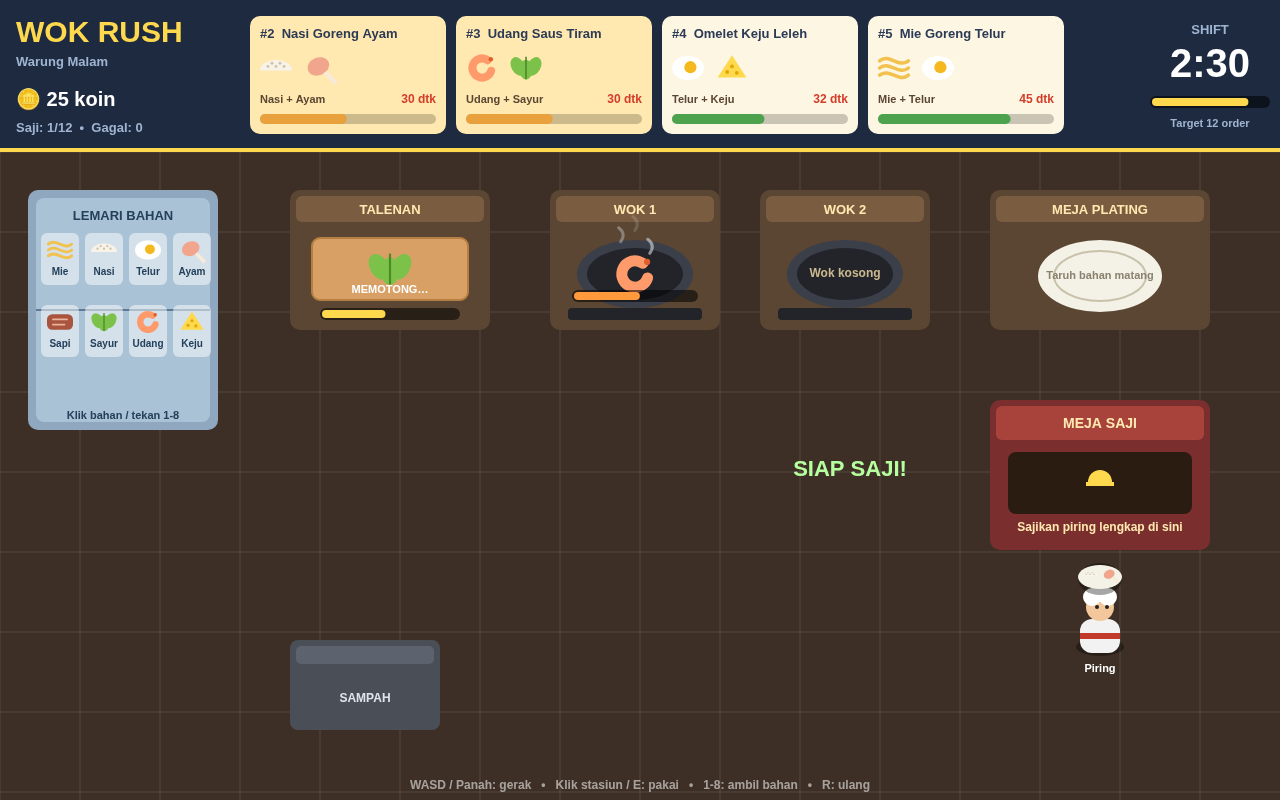 WOK RUSH
Warung Malam
25 koin
Saji: 1/12 • Gagal: 0
#2 Nasi Goreng Ayam
Nasi + Ayam
30 dtk
#3 Udang Saus Tiram
Udang + Sayur
30 dtk
#4 Omelet Keju Leleh
Telur + Keju
32 dtk
#5 Mie Goreng Telur
Mie + Telur
45 dtk
SHIFT
2:30
Target 12 order
LEMARI BAHAN
Mie
Nasi
Telur
Ayam
Sapi
Sayur
Udang
Keju
Klik bahan / tekan 1-8
TALENAN
MEMOTONG...
WOK 1
WOK 2
Wok kosong
MEJA PLATING
Taruh bahan matang
MEJA SAJI
Sajikan piring lengkap di sini
SIAP SAJI!
Piring
SAMPAH
WASD / Panah: gerak • Klik stasiun / E: pakai • 1-8: ambil bahan • R: ulang